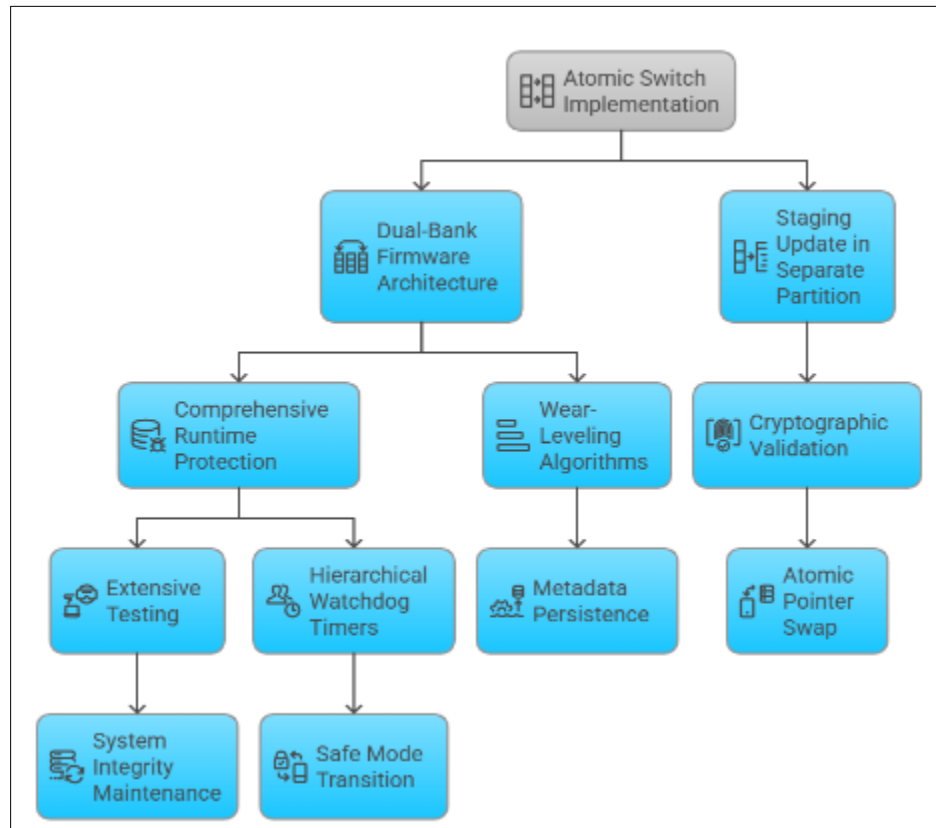 Atomic Switch
Implementation
Dual-Bank
Firmware
Architecture
Staging
Update in
Separate
Partition
Comprehensive
Runtime
Protection
Wear-
Leveling
Algorithms
Cryptographic
Validation
Extensive
Testing
Hierarchical
Watchdog
Timers
Metadata
Persistence
Atomic
Pointer
Swap
System
Integrity
Maintenance
Safe Mode
Transition